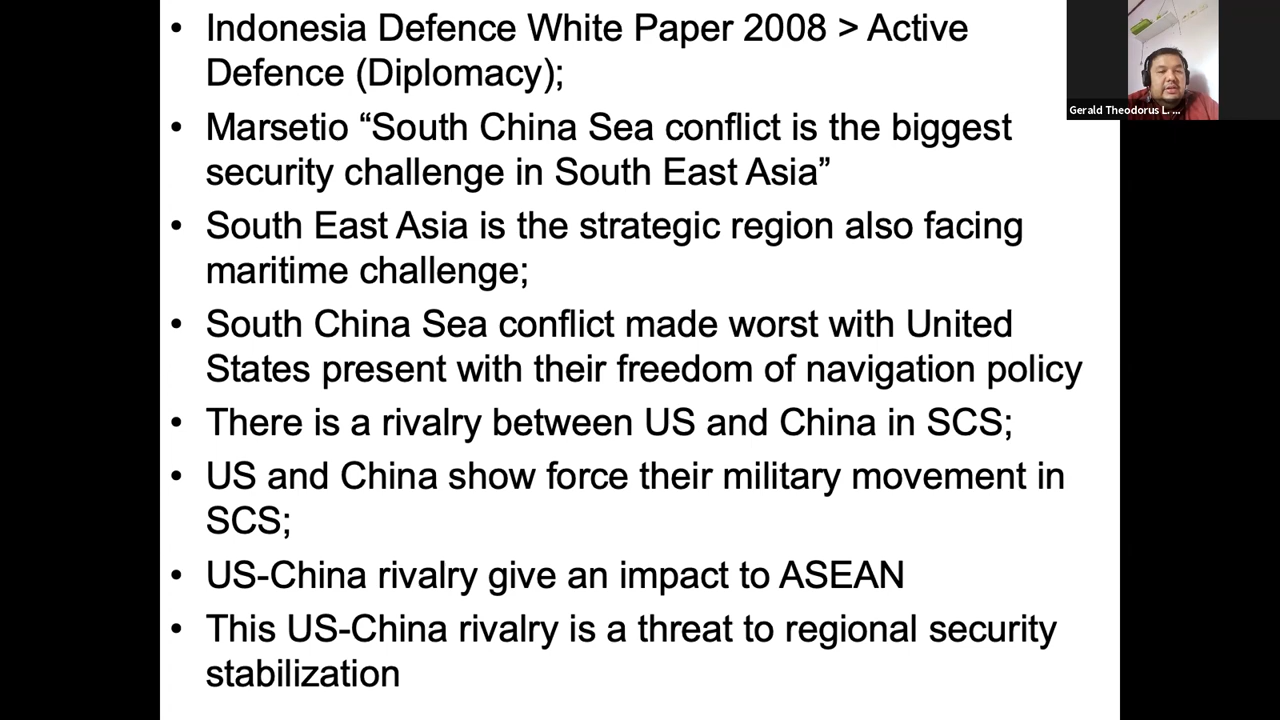 • Indonesia Defence White Paper 2008 > Active
Defence (Diplomacy);
• Marsetio “South China Sea conflict is the biggest
security challenge in South East Asia”
• South East Asia is the strategic region also facing
maritime challenge;
• South China Sea conflict made worst with United
States present with their freedom of navigation policy
• There is a rivalry between US and China in SCS;
• US and China show force their military movement in
SCS;
• US-China rivalry give an impact to ASEAN
• This US-China rivalry is a threat to regional security
stabilization
Gerald Theodorus L. ...